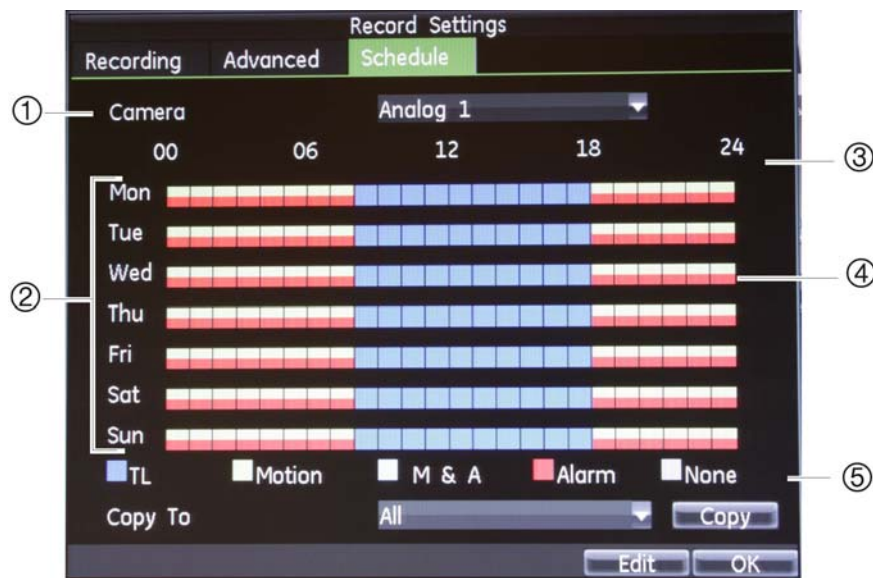 Record Settings
Recording Advanced Schedule
① Camera Analog 1
00 06 12 18 24 ③
Mon
Tue
Wed ④
② Thu
Fri
Sat
Sun
TL Motion M & A Alarm None ⑤
Copy To All Copy
Edit OK